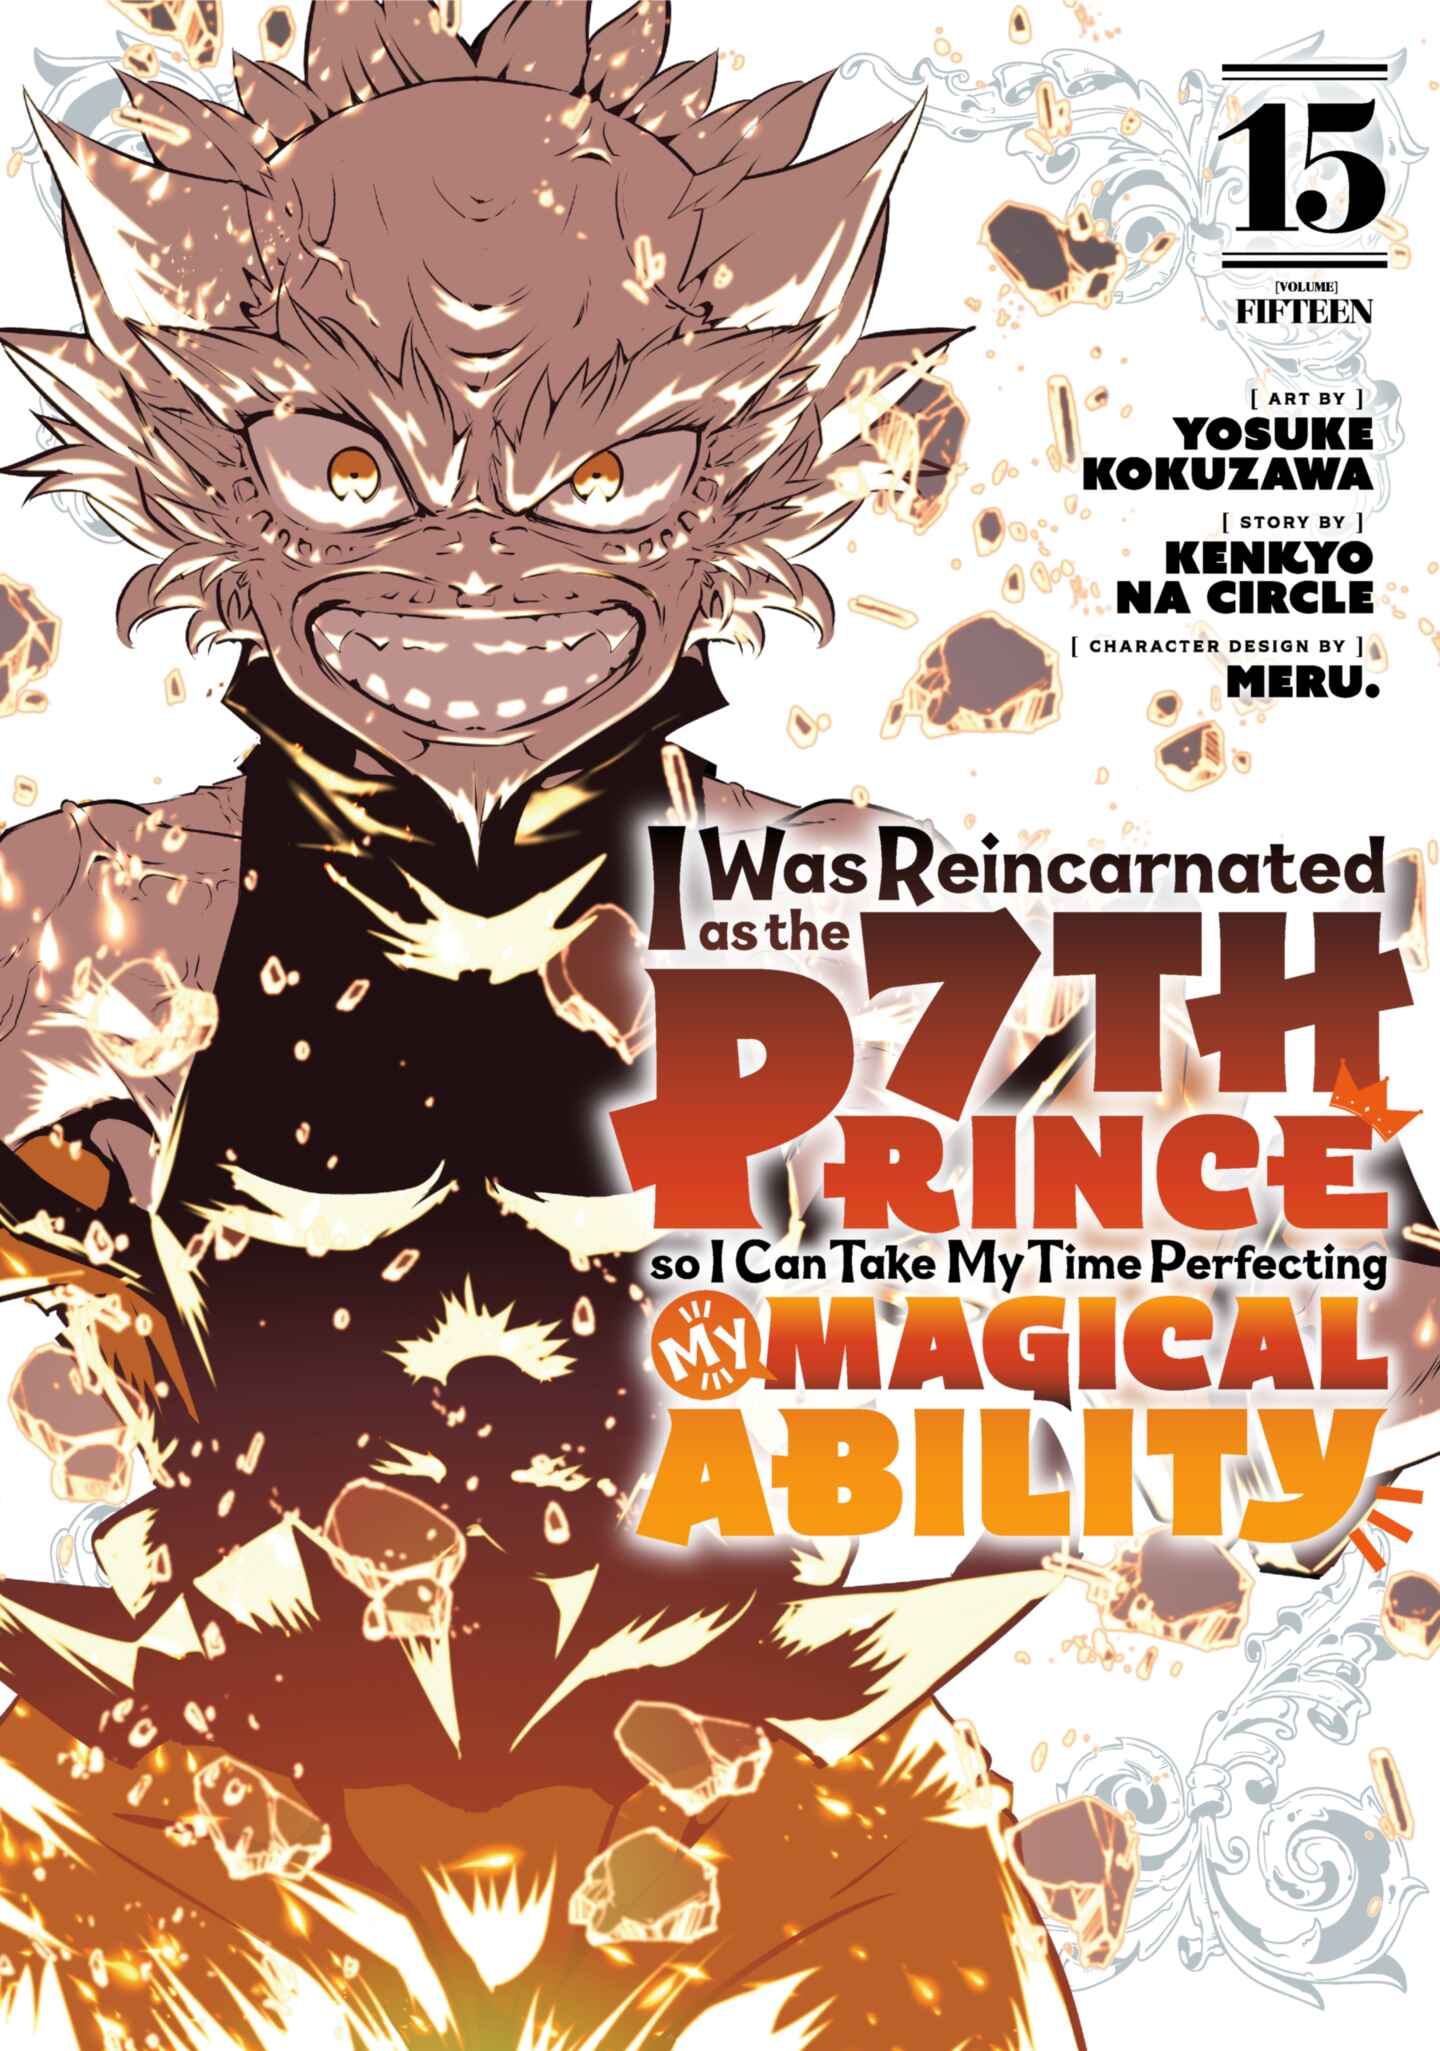 15
[VOLUME]
FIFTEEN
[ ART BY ]
YOSUKE
KOKUZAWA
[ STORY BY ]
KENKYO
NA CIRCLE
[ CHARACTER DESIGN BY ]
MERU.
I Was Reincarnated
as the 7TH
PRINCE
so I Can Take My Time Perfecting
My MAGICAL
ABILITY